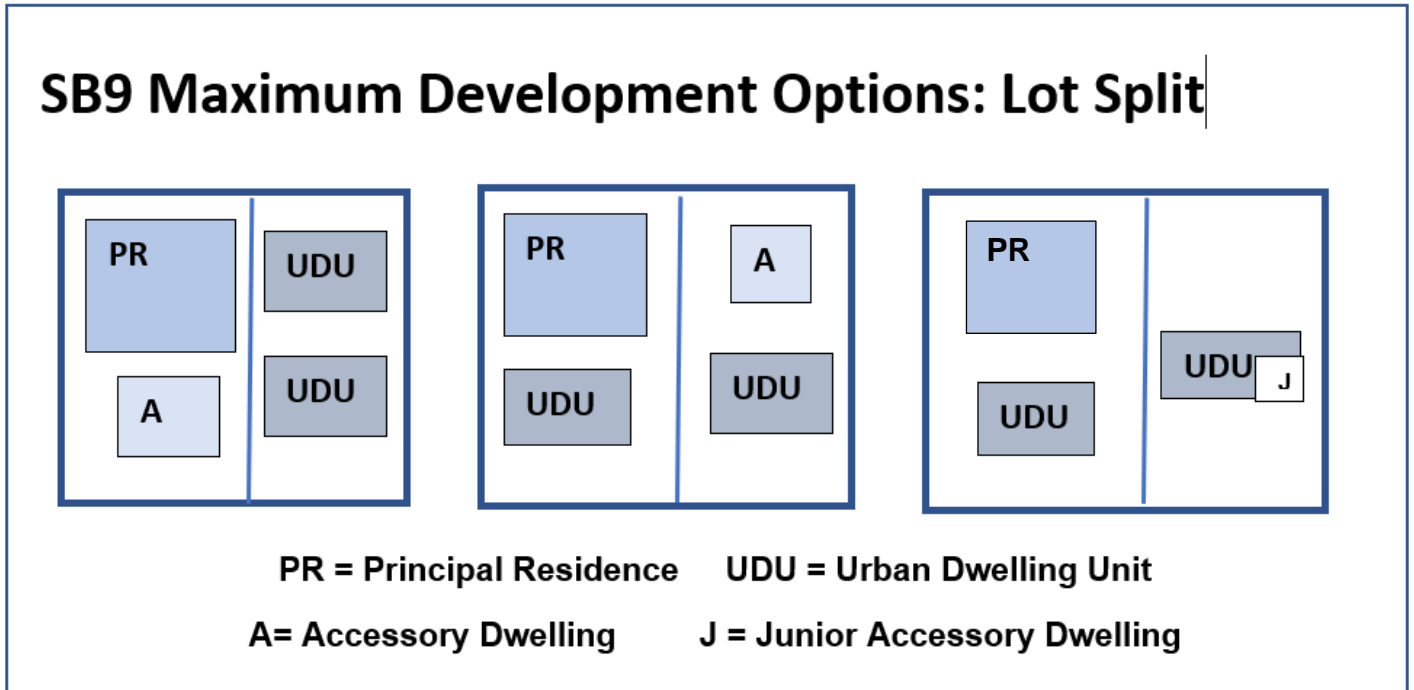 SB9 Maximum Development Options: Lot Split
PR
UDU
A
UDU
PR
A
UDU
UDU
PR
UDU
J
UDU
PR = Principal Residence UDU = Urban Dwelling Unit
A= Accessory Dwelling J = Junior Accessory Dwelling